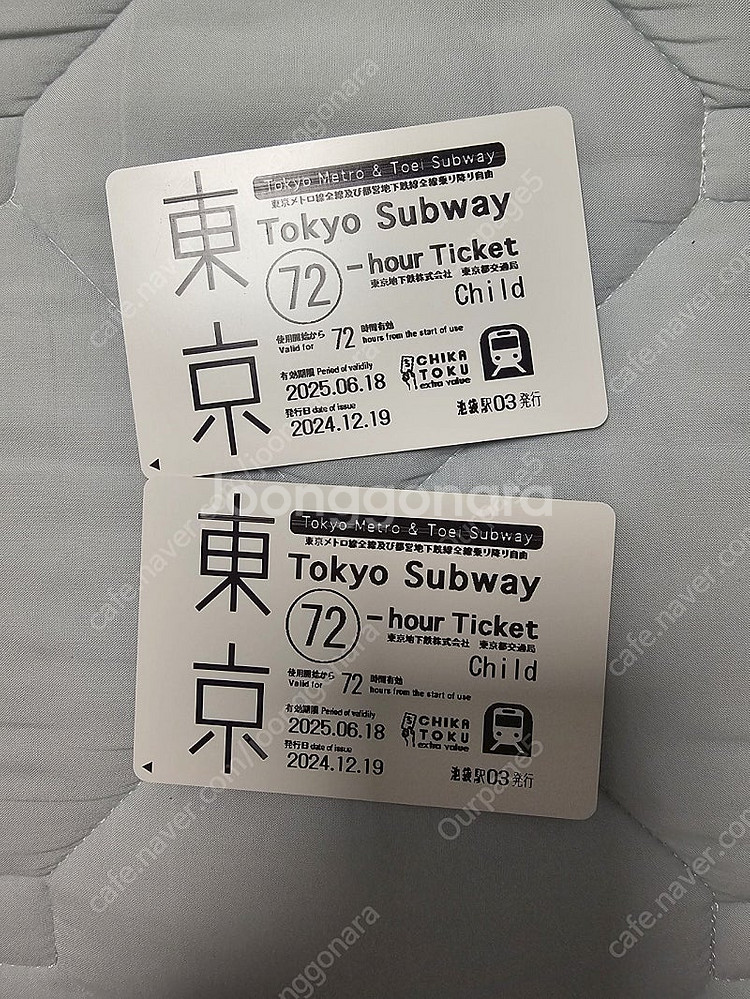 東京
Tokyo Metro & Toei Subway
東京メトロ線全線及び都営地下鉄線全線乗り降り自由
Tokyo Subway
72-hour Ticket
東京地下鉄株式会社 東京都交通局
Child
使用開始から 72 時間有効
Valid for 72 hours from the start of use
有効期限 Period of validity
2025.06.18
発行日 date of issue
2024.12.19
CHIKA
TOKU
extra value
池袋駅03発行
東京
Tokyo Metro & Toei Subway
東京メトロ線全線及び都営地下鉄線全線乗り降り自由
Tokyo Subway
72-hour Ticket
東京地下鉄株式会社 東京都交通局
Child
使用開始から 72 時間有効
Valid for 72 hours from the start of use
有効期限 Period of validity
2025.06.18
発行日 date of issue
2024.12.19
CHIKA
TOKU
extra value
池袋駅03発行
joonggonara
cafe.naver.com/joonggonara
Ourpage5